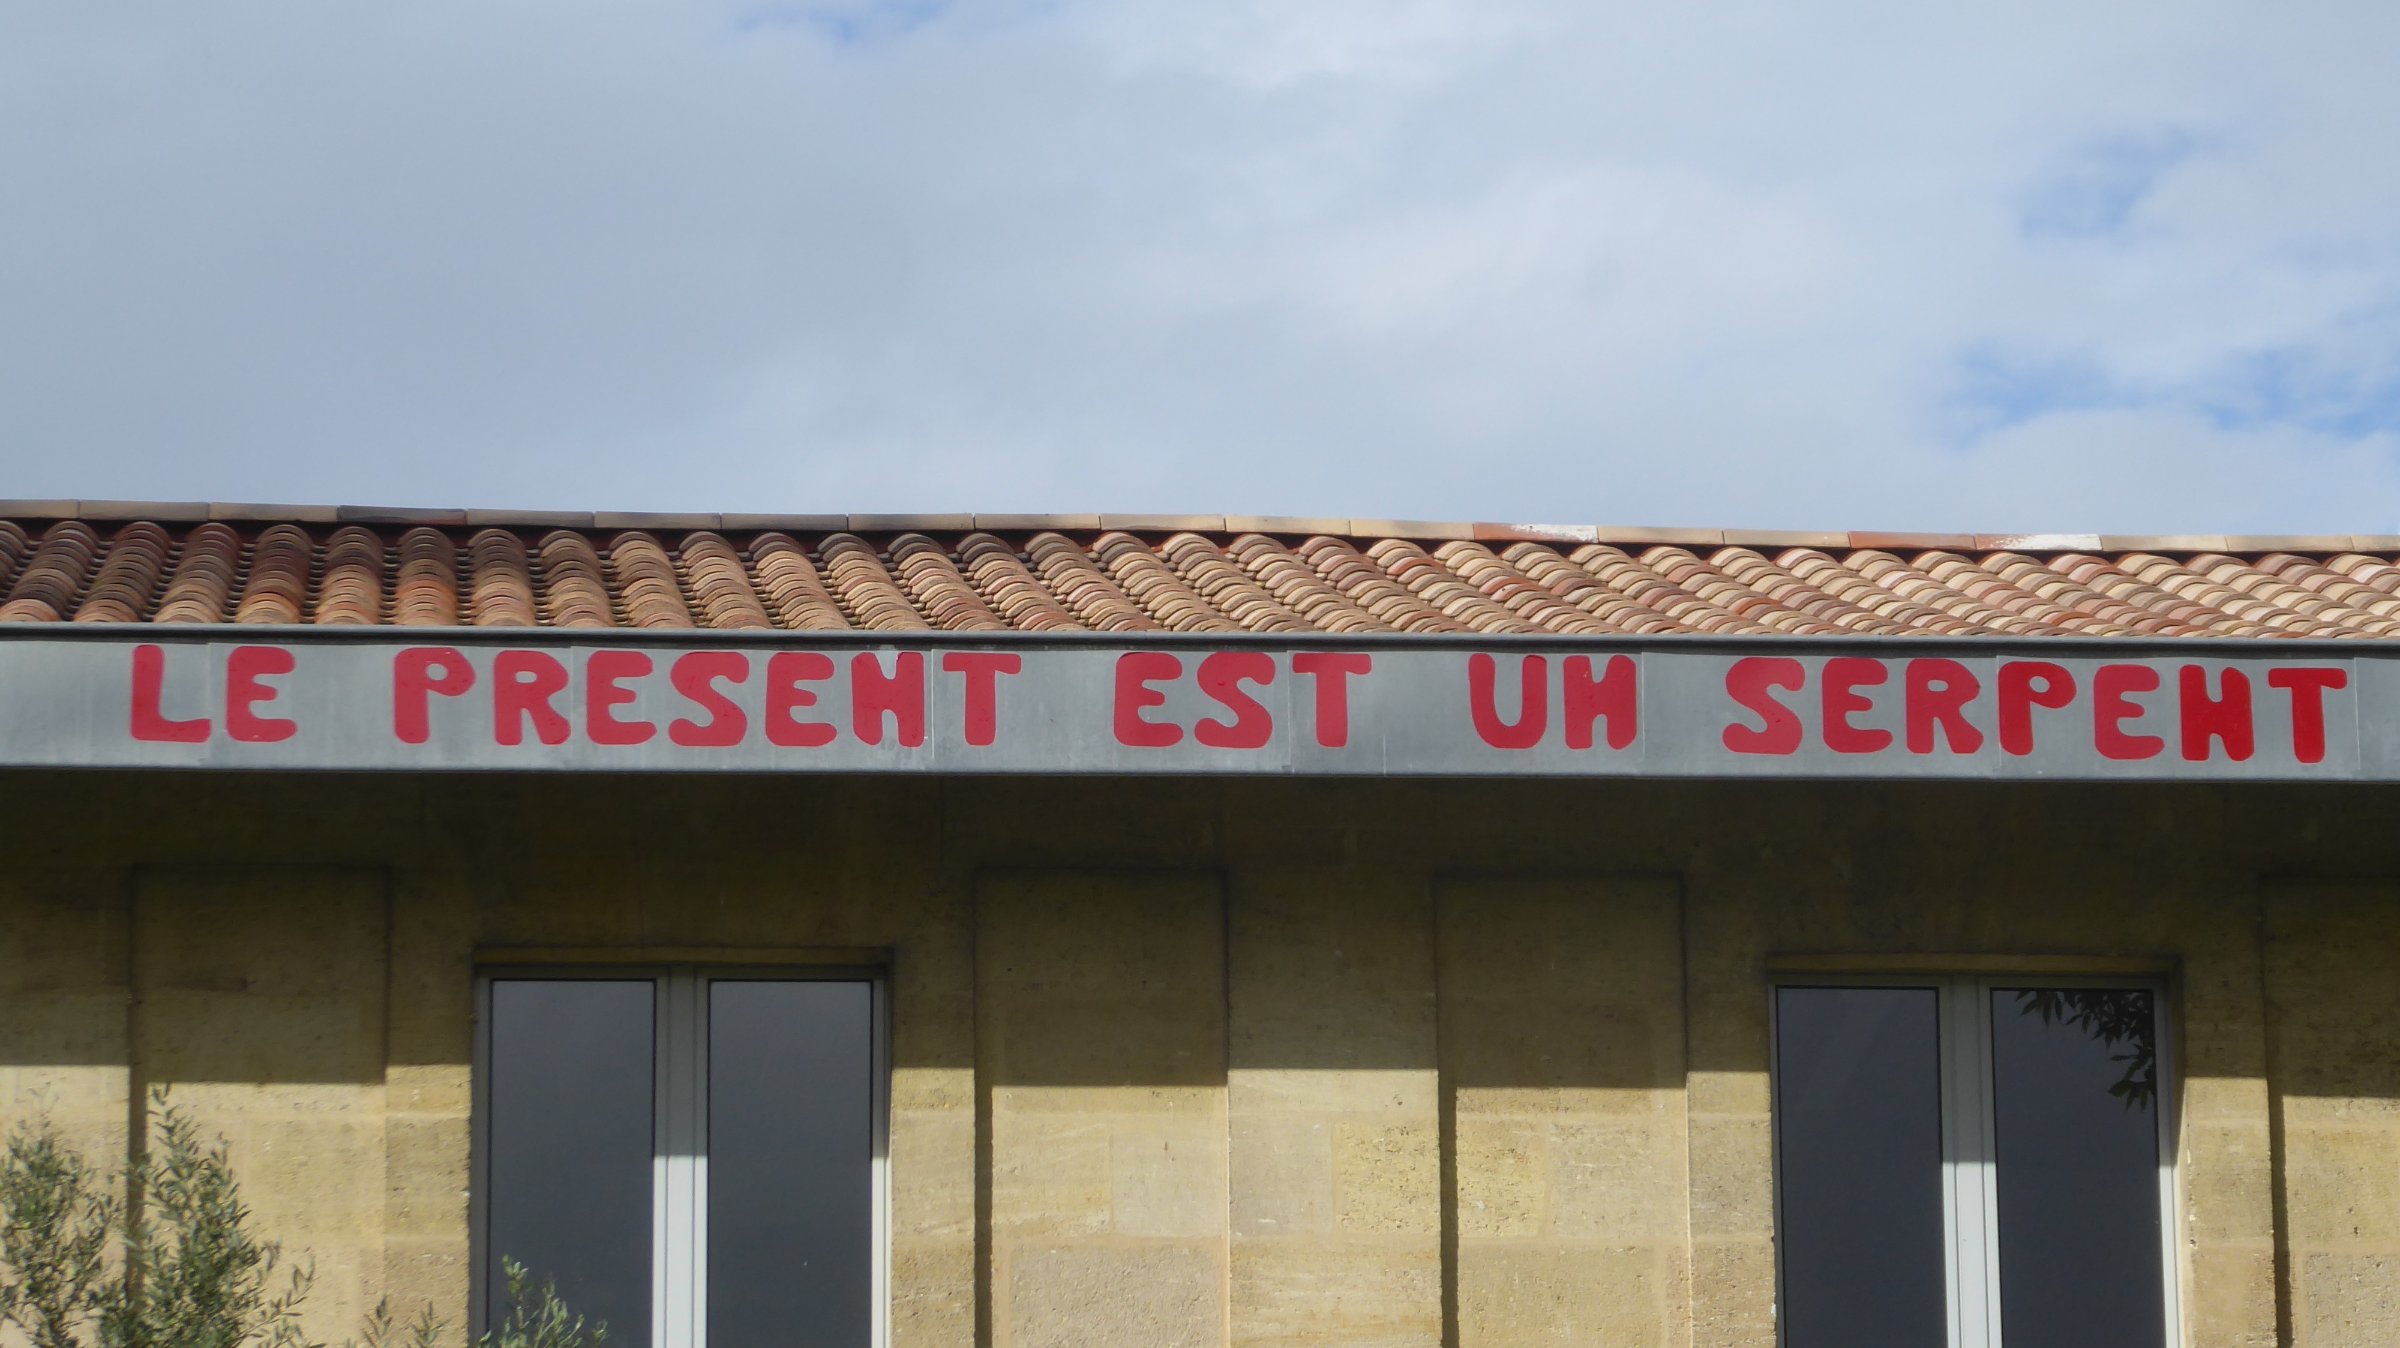 LE PRESENT EST UN SERPENT